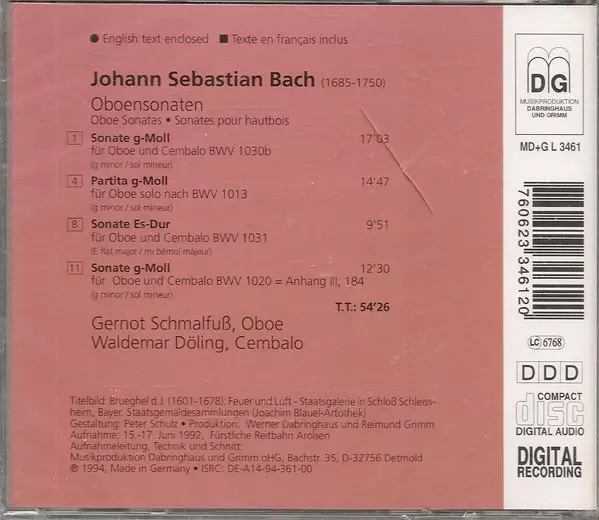 ● English text enclosed ■ Texte en français inclus
Johann Sebastian Bach (1685-1750)
Oboensonaten
Oboe Sonatas • Sonates pour hautbois
1 Sonate g-Moll 17'03
für Oboe und Cembalo BWV 1030b
(g minor / sol mineur)
4 Partita g-Moll 14'47
für Oboe solo nach BWV 1013
(g minor / sol mineur)
8 Sonate Es-Dur 9'51
für Oboe und Cembalo BWV 1031
(E flat major / mi bémol majeur)
11 Sonate g-Moll 12'30
für Oboe und Cembalo BWV 1020 = Anhang III, 184
(g minor / sol mineur)
T.T.: 54'26
Gernot Schmalfuß, Oboe
Waldemar Döling, Cembalo
Titelbild: Brueghel d.J. (1601-1678): Feuer und Luft - Staatsgalerie in Schloß Schleiss-
heim, Bayer. Staatsgemäldesammlungen (Joachim Blauel-Artothek)
Gestaltung: Peter Schulz • Produktion: Werner Dabringhaus und Reimund Grimm
Aufnahme: 15.-17. Juni 1992, Fürstliche Reitbahn Arolsen
Aufnahmeleitung, Technik und Schnitt:
Musikproduktion Dabringhaus und Grimm oHG, Bachstr. 35, D-32756 Detmold
℗ 1994, Made in Germany • ISRC: DE-A14-94-361-00
DG
MUSIKPRODUKTION
DABRINGHAUS
UND GRIMM
MD+G L 3461
7 60623 34612 0
LC 6768
DDD
COMPACT
disc
DIGITAL AUDIO
DIGITAL
RECORDING